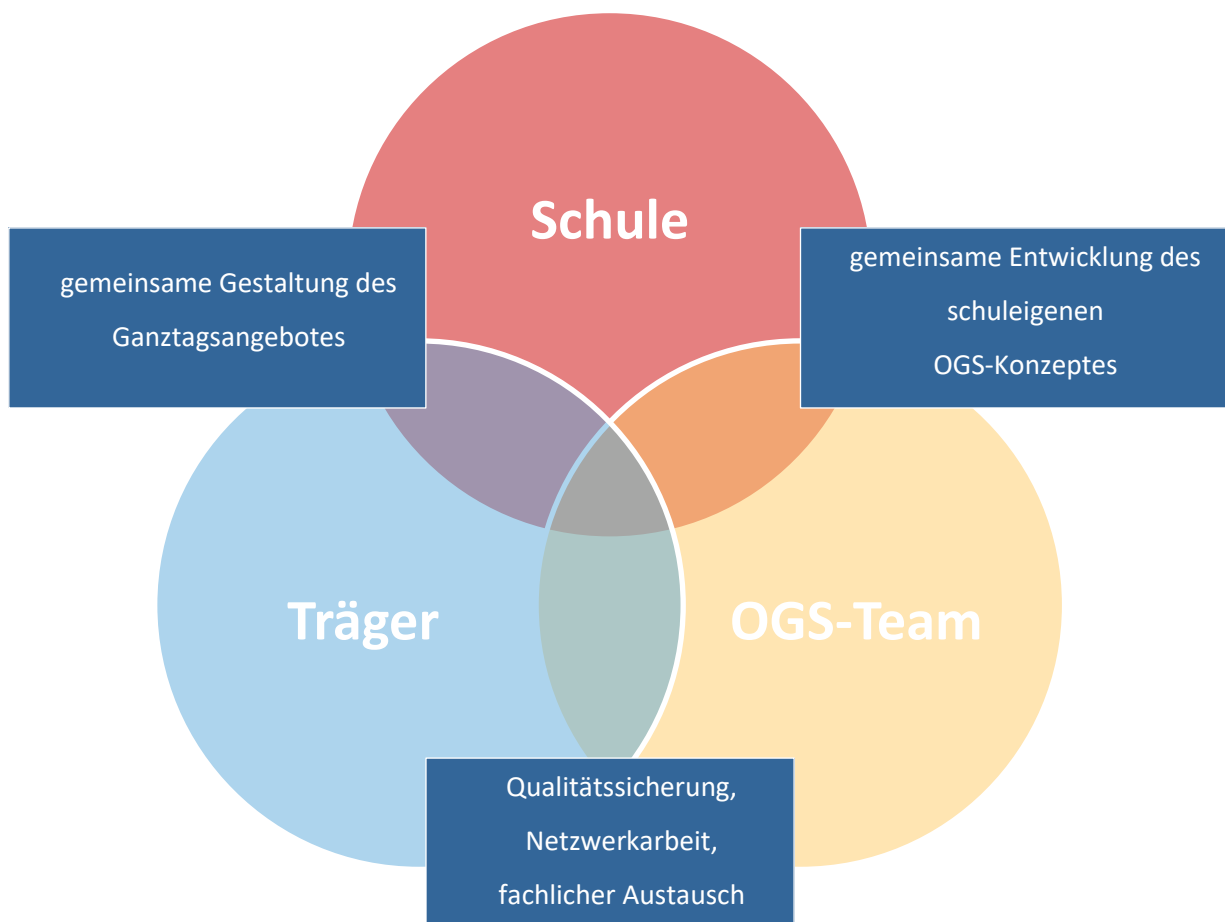 Schule
gemeinsame Gestaltung des
Ganztagsangebotes
gemeinsame Entwicklung des
schuleigenen
OGS-Konzeptes
Träger
OGS-Team
Qualitätssicherung,
Netzwerkarbeit,
fachlicher Austausch